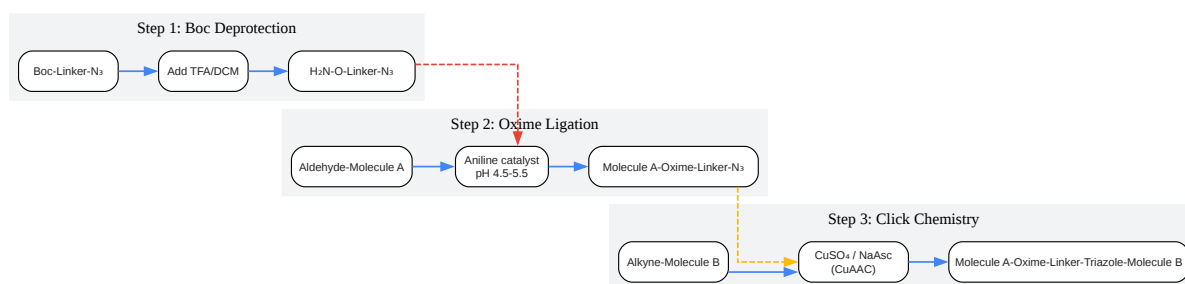 Step 1: Boc Deprotection
Boc-Linker-N₃
Add TFA/DCM
H₂N-O-Linker-N₃
Step 2: Oxime Ligation
Aldehyde-Molecule A
Aniline catalyst
pH 4.5-5.5
Molecule A-Oxime-Linker-N₃
Step 3: Click Chemistry
Alkyne-Molecule B
CuSO₄ / NaAsc
(CuAAC)
Molecule A-Oxime-Linker-Triazole-Molecule B